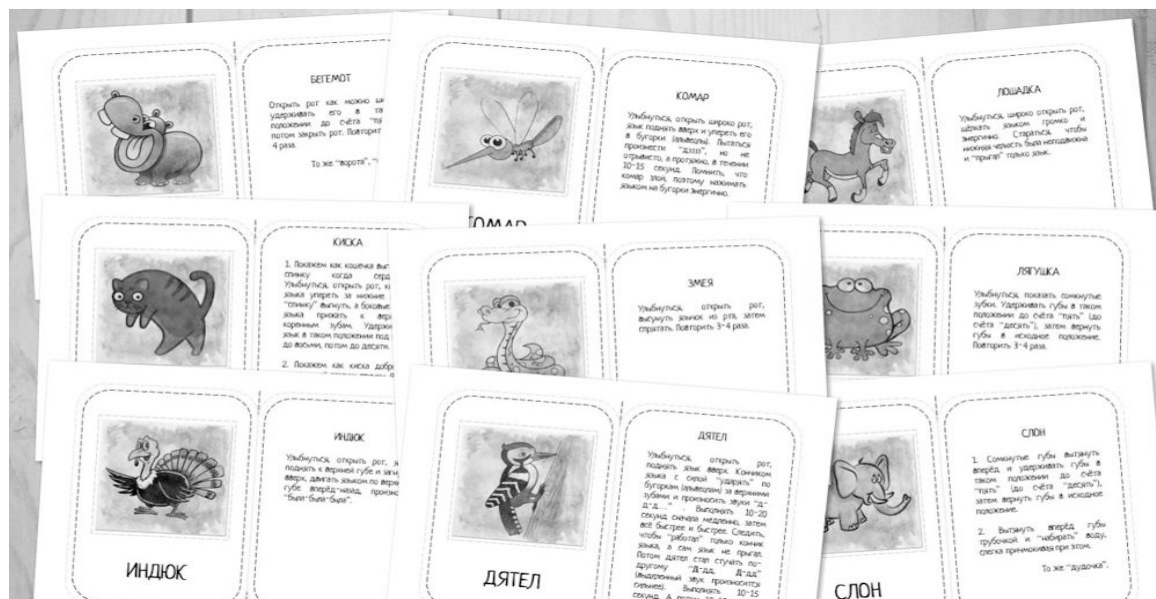 БЕГЕМОТ
Открыть рот как можно
удерживать его в
положении до счёта
потом закрыть рот. Повторит
4 раза.
То же "ворота",
КОМАР
Улыбнуться, открыть широко рот,
язык поднять вверх и упереть его
в бугорки (альвеолы). Пытаться
произнести "дзззз", но не
отрывисто, а протяжно, в течении
10-15 секунд. Помнить, что
комар злой, поэтому нажимать
языком на бугорки энергично.
КОМАР
ЛОШАДКА
Улыбнуться, широко открыть рот,
щёлкать языком громко и
энергично. Стараться, чтобы
нижняя челюсть была неподвижна
и "прыгал" только язык.
КИСКА
1. Покажем как кошечка выг
спинку когда серд
Улыбнуться, открыть рот,
языка упереть за нижние
"спинку" выгнуть, а боковые
языка прижать к вер
коренным зубам. Удержи
язык в таком положении под
до восьми, потом до десяти.
2. Покажем как киска добр
ЗМЕЯ
Улыбнуться, открыть рот,
высунуть язычок из рта, затем
спрятать. Повторить 3-4 раза.
ЛЯГУШКА
Улыбнуться, показать сомкнутые
зубки. Удерживать губы в таком
положении до счёта "пять" (до
счёта "десять"), затем вернуть
губы в исходное положение.
Повторить 3-4 раза.
ИНДЮК
ИНДЮК
Улыбнуться, открыть рот,
поднять к верхней губе и
вверх, двигать языком по верх
губе вперёд-назад, произно
"была-была-была".
ДЯТЕЛ
ДЯТЕЛ
Улыбнуться, открыть рот,
поднять язык вверх. Кончиком
языка с силой "ударять" по
бугоркам (альвеолам) за верхними
зубами и произносить звуки "д-
д-д...". Выполнять 10-20
секунд сначала медленно, затем
всё быстрее и быстрее. Следить,
чтобы "работал" только кончик
языка, а сам язык не прыгал.
Потом дятел стал стучать по-
другому "Д-дд, Д-дд"
(выделенный звук произносится
сильнее). Выполнять 10-15
секунд. А потом
СЛОН
СЛОН
1. Сомкнутые губы вытянуть
вперёд и удерживать губы в
таком положении до счёта
"пять" (до счёта "десять"),
затем вернуть губы в исходное
положение.
2. Вытянуть вперёд губы
трубочкой и "набирать" воду,
слегка причмокивая при этом.
То же "дудочка".